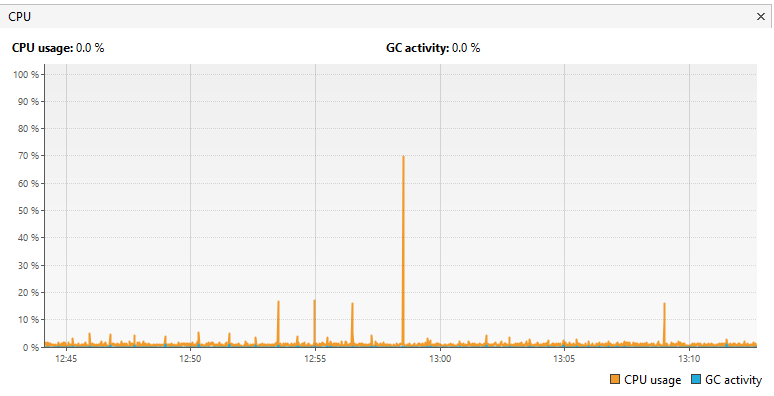 CPU
CPU usage: 0.0 % GC activity: 0.0 %
100 %
90 %
80 %
70 %
60 %
50 %
40 %
30 %
20 %
10 %
0 %
12:45 12:50 12:55 13:00 13:05 13:10
CPU usage GC activity